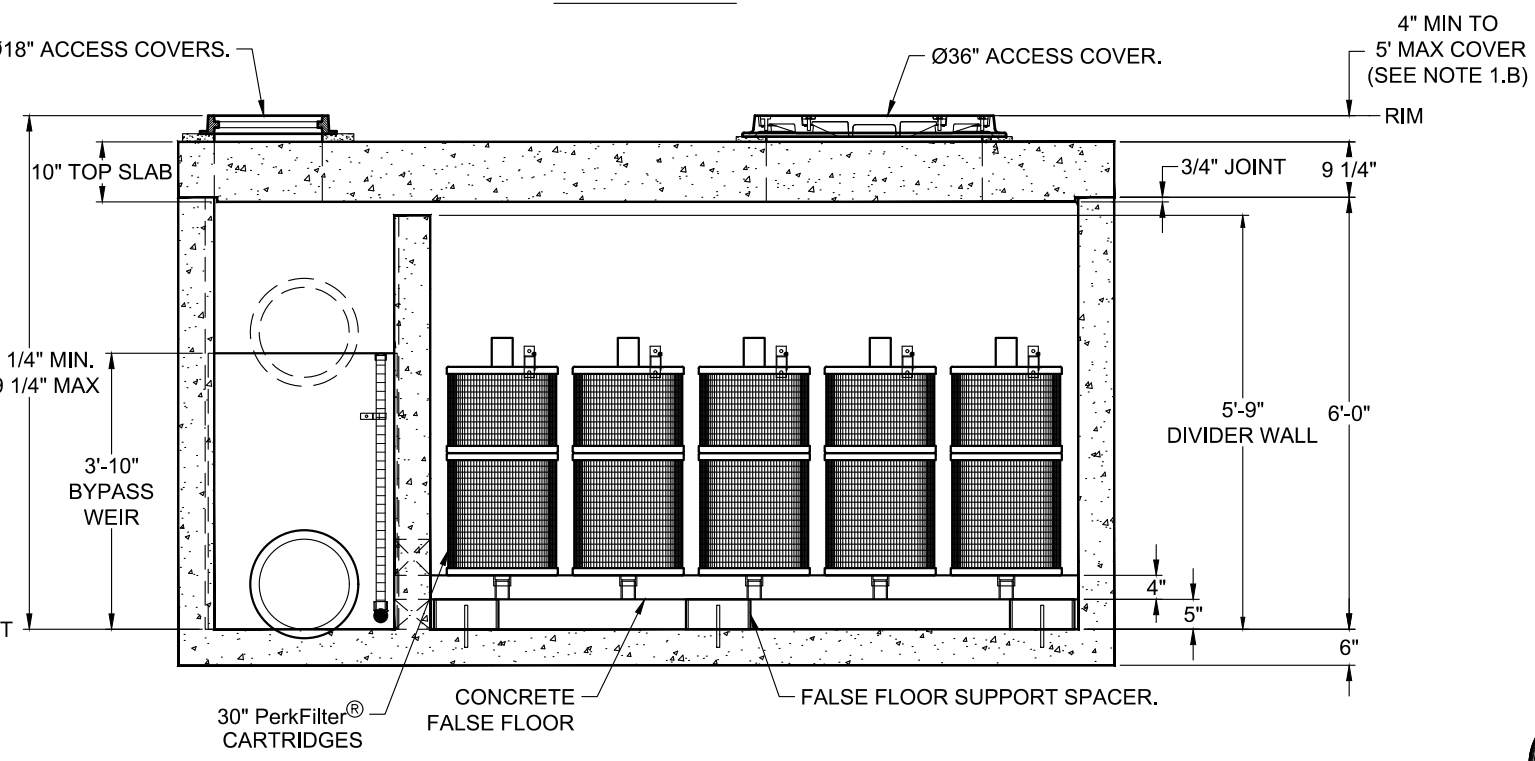 4" MIN TO
5' MAX COVER
(SEE NOTE 1.B)
Ø18" ACCESS COVERS.
Ø36" ACCESS COVER.
RIM
10" TOP SLAB
3/4" JOINT
9 1/4"
1/4" MIN.
9 1/4" MAX
3'-10"
BYPASS
WEIR
5'-9"
DIVIDER WALL
6'-0"
4"
5"
6"
T
30" PerkFilter®
CARTRIDGES
CONCRETE
FALSE FLOOR
FALSE FLOOR SUPPORT SPACER.